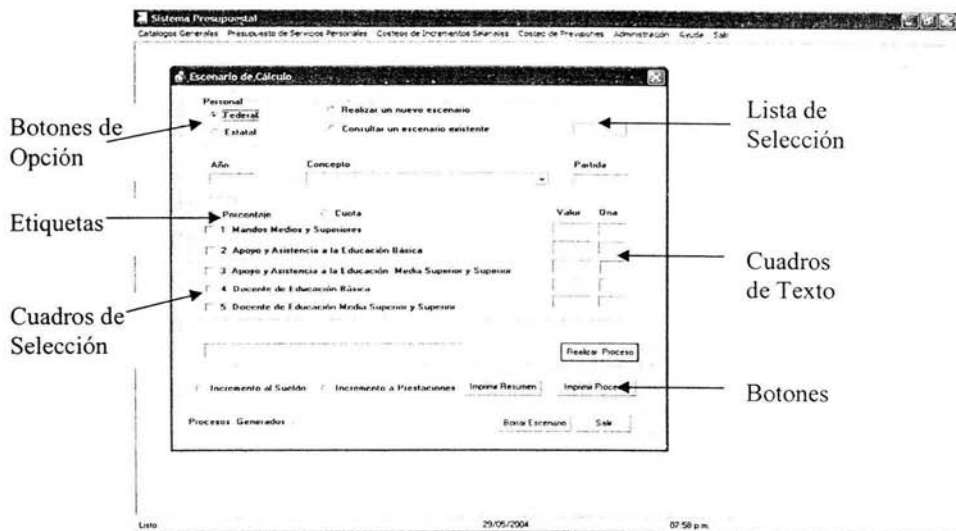 Sistema Presupuestal
Catalogos Generales Presupuesto de Servicios Personales Costeos de Incrementos Salariales Costeo de Previsiones Administración Ayuda Salir
Escenario de Cálculo
Personal
Federal
Estatal
Realizar un nuevo escenario
Consultar un escenario existente
Botones de
Opción
Lista de
Selección
Año Concepto Partida
Etiquetas
Porcentaje Cuota Valor Qna
1 Mandos Medios y Superiores
2 Apoyo y Asistencia a la Educación Básica
3 Apoyo y Asistencia a la Educación Media Superior y Superior
4 Docente de Educación Básica
5 Docente de Educación Media Superior y Superior
Cuadros
de Texto
Cuadros de
Selección
Realizar Proceso
Incremento al Sueldo Incremento a Prestaciones Imprimir Resumen Imprimir Proceso
Botones
Procesos Generados Borrar Escenario Salir
Listo 29/05/2004 07:58 p.m.